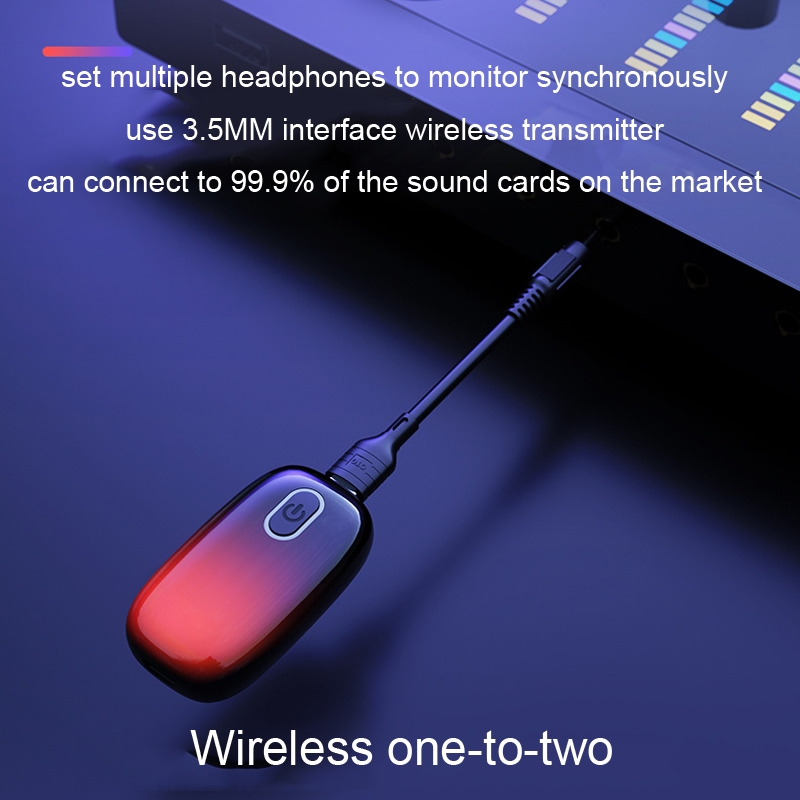 set multiple headphones to monitor synchronously
use 3.5MM interface wireless transmitter
can connect to 99.9% of the sound cards on the market
Wireless one-to-two